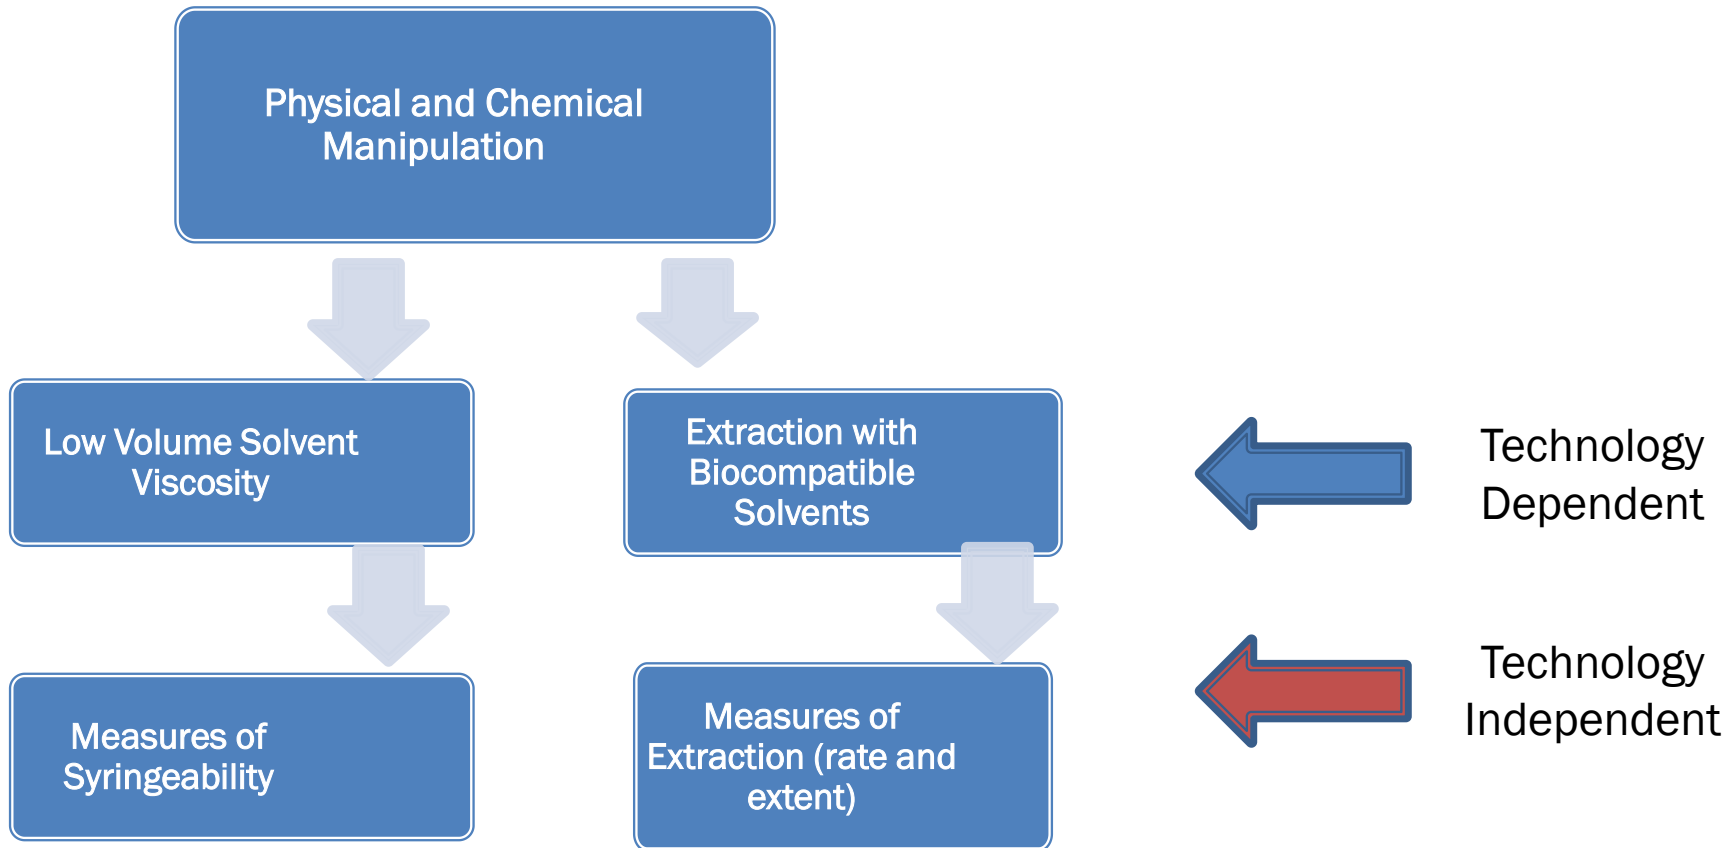 Physical and Chemical
Manipulation
Low Volume Solvent
Viscosity
Extraction with
Biocompatible
Solvents
Technology
Dependent
Measures of
Syringeability
Measures of
Extraction (rate and
extent)
Technology
Independent